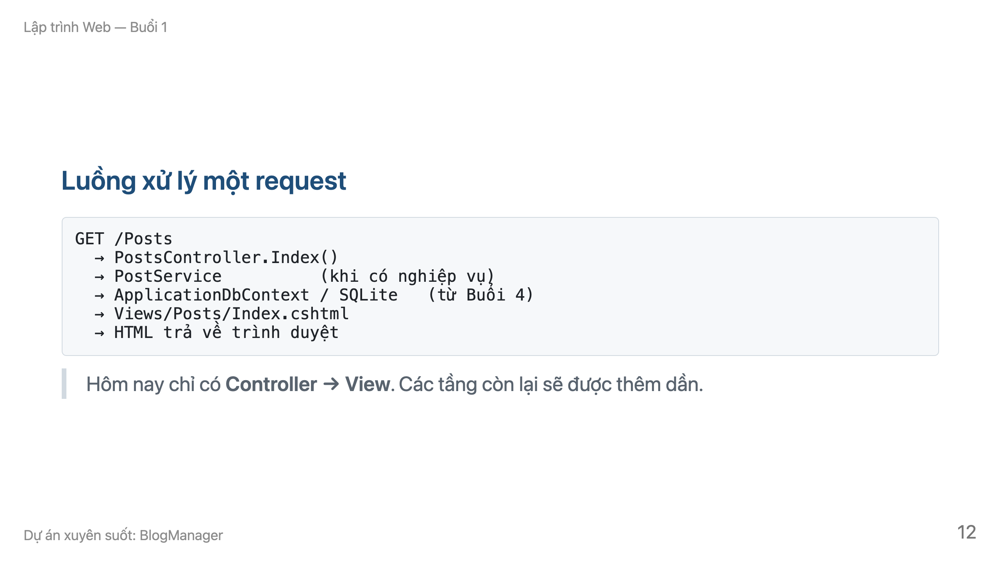 Lập trình Web — Buổi 1
Luồng xử lý một request
GET /Posts
  → PostsController.Index()
  → PostService          (khi có nghiệp vụ)
  → ApplicationDbContext / SQLite   (từ Buổi 4)
  → Views/Posts/Index.cshtml
  → HTML trả về trình duyệt
Hôm nay chỉ có Controller → View. Các tầng còn lại sẽ được thêm dần.
Dự án xuyên suốt: BlogManager
12